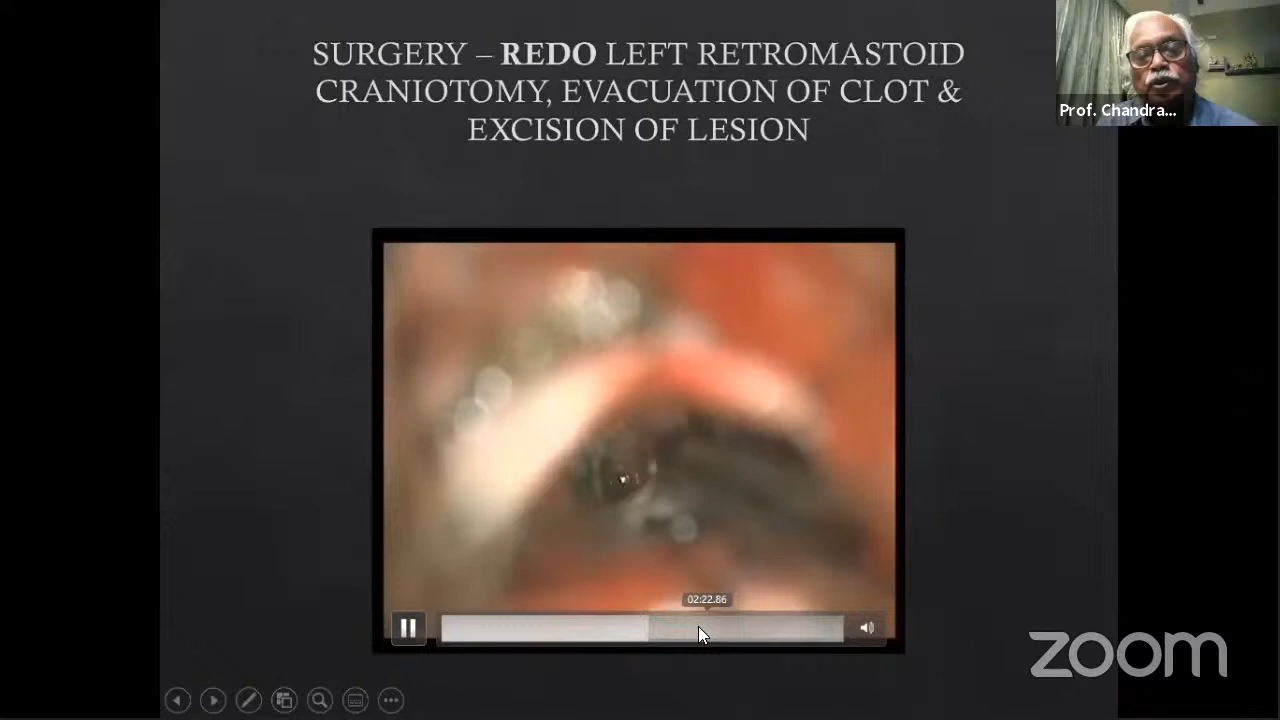 SURGERY – REDO LEFT RETROMASTOID
CRANIOTOMY, EVACUATION OF CLOT &
EXCISION OF LESION
Prof. Chandra...
02:22.86
zoom